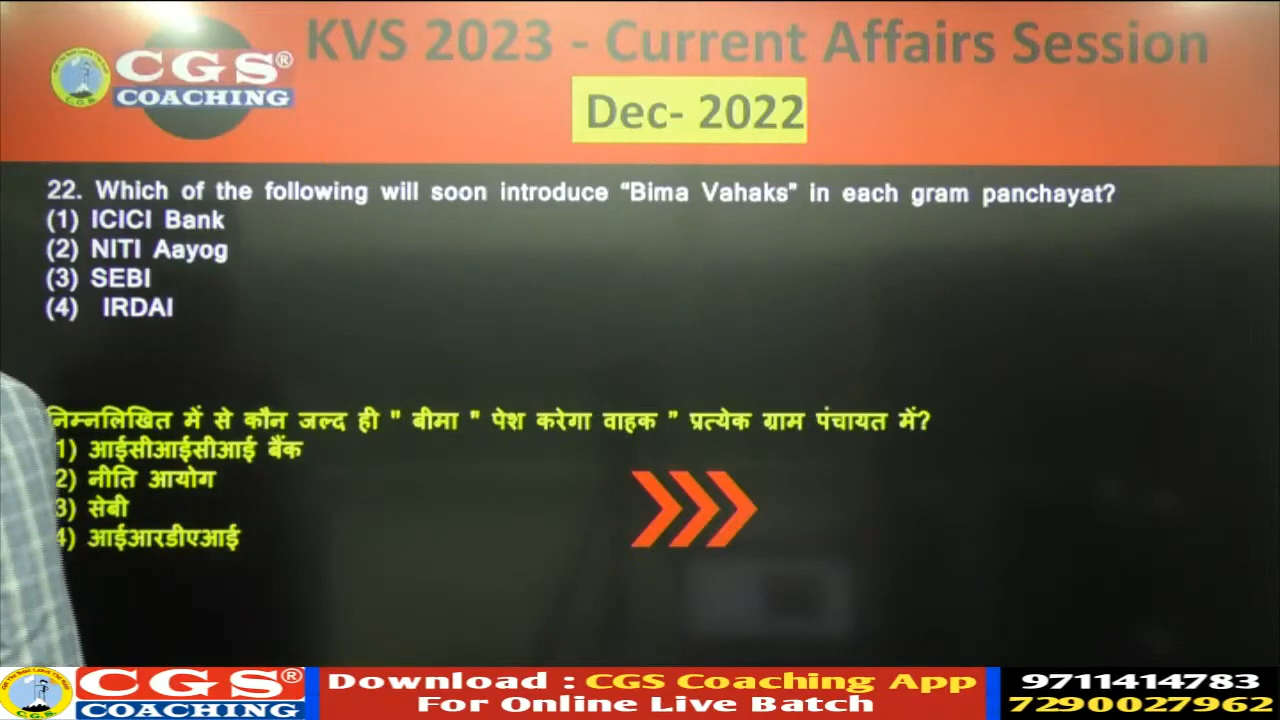 CGS®
COACHING
C.G.S.
KVS 2023 - Current Affairs Session
Dec- 2022
22. Which of the following will soon introduce “Bima Vahaks” in each gram panchayat?
(1) ICICI Bank
(2) NITI Aayog
(3) SEBI
(4) IRDAI
निम्नलिखित में से कौन जल्द ही " बीमा " पेश करेगा वाहक " प्रत्येक ग्राम पंचायत में?
1) आईसीआईसीआई बैंक
2) नीति आयोग
3) सेबी
4) आईआरडीएआई
C.G.S.
CGS®
COACHING
Download : CGS Coaching App
For Online Live Batch
9711414783
7290027962